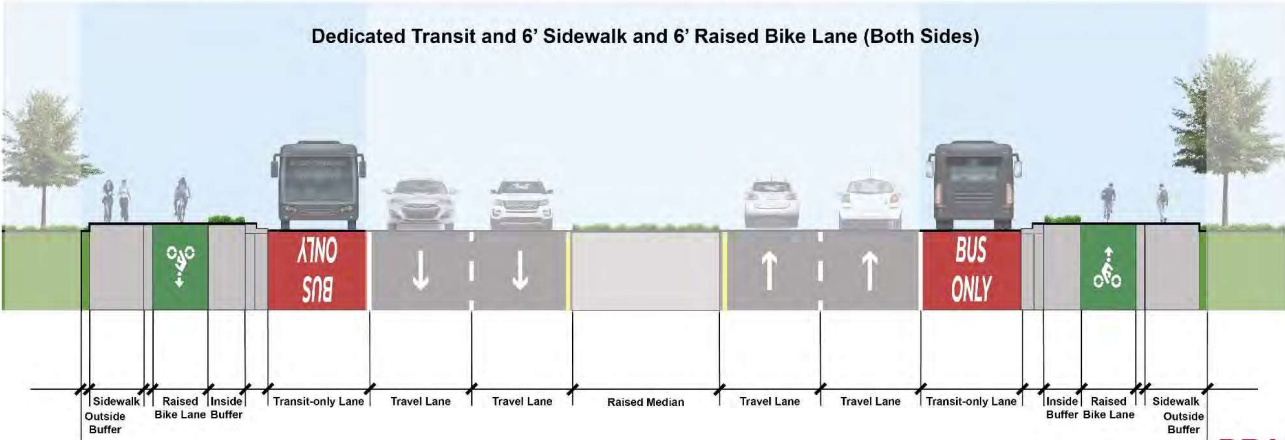 Dedicated Transit and 6' Sidewalk and 6' Raised Bike Lane (Both Sides)
BUS
ONLY
BUS
ONLY
Sidewalk
Outside
Buffer
Raised
Bike Lane
Inside
Buffer
Transit-only Lane
Travel Lane
Travel Lane
Raised Median
Travel Lane
Travel Lane
Transit-only Lane
Inside
Buffer
Raised
Bike Lane
Sidewalk
Outside
Buffer